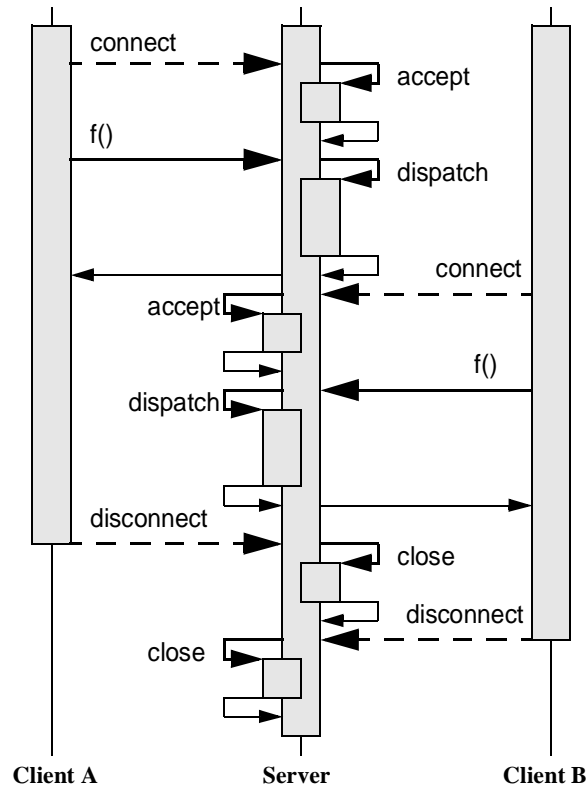 connect
accept
f()
dispatch
connect
accept
f()
dispatch
disconnect
close
disconnect
close
Client A Server Client B